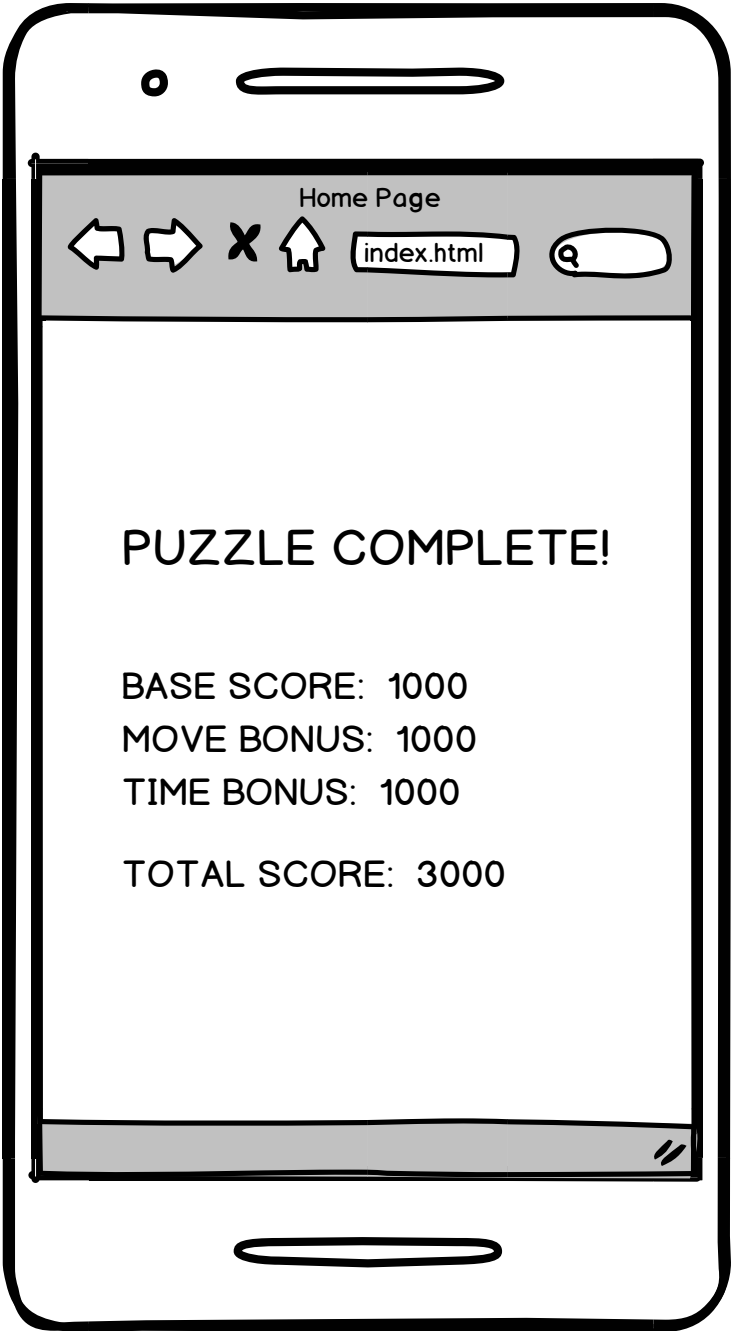 Home Page
index.html
PUZZLE COMPLETE!
BASE SCORE: 1000
MOVE BONUS: 1000
TIME BONUS: 1000
TOTAL SCORE: 3000